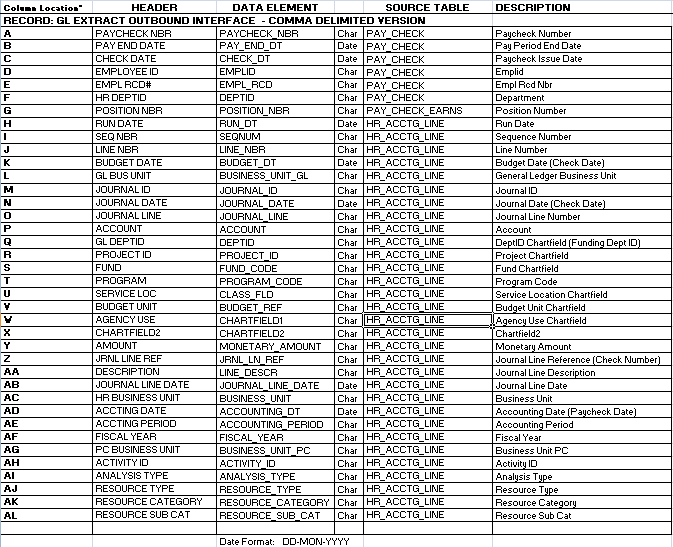 Column Location* HEADER DATA ELEMENT SOURCE TABLE DESCRIPTION
RECORD: GL EXTRACT OUTBOUND INTERFACE - COMMA DELIMITED VERSION
A PAYCHECK NBR PAYCHECK_NBR Char PAY_CHECK Paycheck Number
B PAY END DATE PAY_END_DT Date PAY_CHECK Pay Period End Date
C CHECK DATE CHECK_DT Date PAY_CHECK Paycheck Issue Date
D EMPLOYEE ID EMPLID Char PAY_CHECK Emplid
E EMPL RCD# EMPL_RCD Char PAY_CHECK Empl Rcd Nbr
F HR DEPTID DEPTID Char PAY_CHECK Department
G POSITION NBR POSITION_NBR Char PAY_CHECK_EARNS Position Number
H RUN DATE RUN_DT Date HR_ACCTG_LINE Run Date
I SEQ NBR SEQNUM Char HR_ACCTG_LINE Sequence Number
J LINE NBR LINE_NBR Char HR_ACCTG_LINE Line Number
K BUDGET DATE BUDGET_DT Date HR_ACCTG_LINE Budget Date (Check Date)
L GL BUS UNIT BUSINESS_UNIT_GL Char HR_ACCTG_LINE General Ledger Business Unit
M JOURNAL ID JOURNAL_ID Char HR_ACCTG_LINE Journal ID
N JOURNAL DATE JOURNAL_DATE Date HR_ACCTG_LINE Journal Date (Check Date)
O JOURNAL LINE JOURNAL_LINE Char HR_ACCTG_LINE Journal Line Number
P ACCOUNT ACCOUNT Char HR_ACCTG_LINE Account
Q GL DEPTID DEPTID Char HR_ACCTG_LINE DeptID Chartfield (Funding Dept ID)
R PROJECT ID PROJECT_ID Char HR_ACCTG_LINE Project Chartfield
S FUND FUND_CODE Char HR_ACCTG_LINE Fund Chartfield
T PROGRAM PROGRAM_CODE Char HR_ACCTG_LINE Program Code
U SERVICE LOC CLASS_FLD Char HR_ACCTG_LINE Service Location Chartfield
V BUDGET UNIT BUDGET_REF Char HR_ACCTG_LINE Budget Unit Chartfield
W AGENCY USE CHARTFIELD1 Char HR_ACCTG_LINE Agency Use Chartfield
X CHARTFIELD2 CHARTFIELD2 Char HR_ACCTG_LINE Chartfield2
Y AMOUNT MONETARY_AMOUNT Char HR_ACCTG_LINE Monetary Amount
Z JRNL LINE REF JRNL_LN_REF Char HR_ACCTG_LINE Journal Line Reference (Check Number)
AA DESCRIPTION LINE_DESCR Char HR_ACCTG_LINE Journal Line Description
AB JOURNAL LINE DATE JOURNAL_LINE_DATE Date HR_ACCTG_LINE Journal Line Date
AC HR BUSINESS UNIT BUSINESS_UNIT Char HR_ACCTG_LINE Business Unit
AD ACCTING DATE ACCOUNTING_DT Date HR_ACCTG_LINE Accounting Date (Paycheck Date)
AE ACCTING PERIOD ACCOUNTING_PERIOD Char HR_ACCTG_LINE Accounting Period
AF FISCAL YEAR FISCAL_YEAR Char HR_ACCTG_LINE Fiscal Year
AG PC BUSINESS UNIT BUSINESS_UNIT_PC Char HR_ACCTG_LINE Business Unit PC
AH ACTIVITY ID ACTIVITY_ID Char HR_ACCTG_LINE Activity ID
AI ANALYSIS TYPE ANALYSIS_TYPE Char HR_ACCTG_LINE Analysis Type
AJ RESOURCE TYPE RESOURCE_TYPE Char HR_ACCTG_LINE Resource Type
AK RESOURCE CATEGORY RESOURCE_CATEGORY Char HR_ACCTG_LINE Resource Category
AL RESOURCE SUB CAT RESOURCE_SUB_CAT Char HR_ACCTG_LINE Resource Sub Cat
Date Format: DD-MON-YYYY